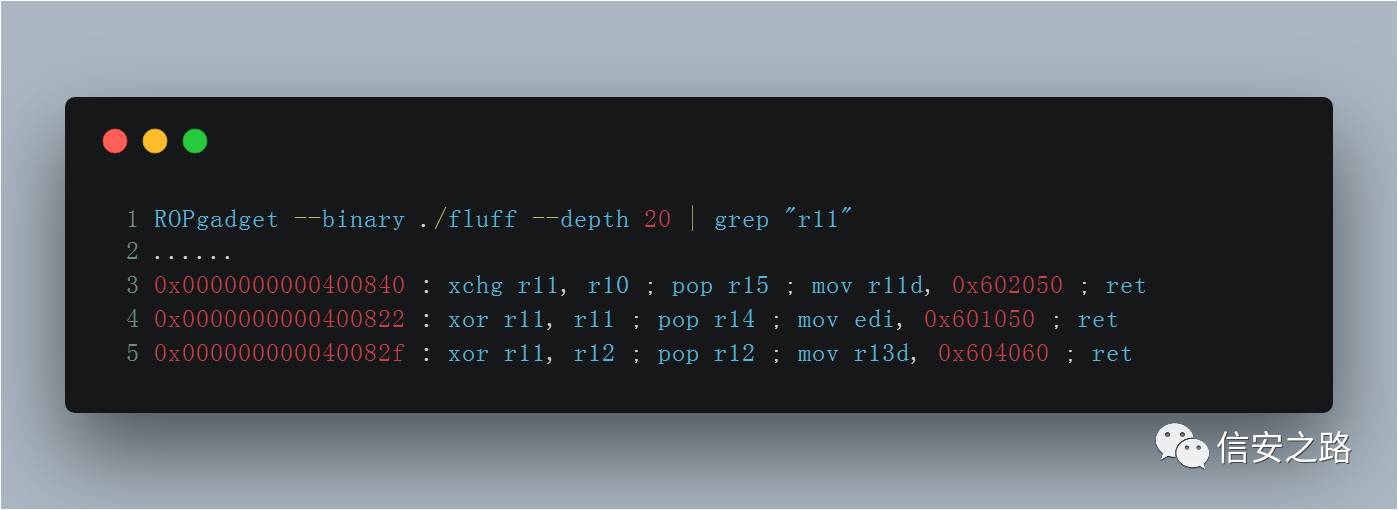 1 ROPgadget --binary ./fluff --depth 20 | grep "r11"
2 ......
3 0x0000000000400840 : xchg r11, r10 ; pop r15 ; mov r11d, 0x602050 ; ret
4 0x0000000000400822 : xor r11, r11 ; pop r14 ; mov edi, 0x601050 ; ret
5 0x000000000040082f : xor r11, r12 ; pop r12 ; mov r13d, 0x604060 ; ret
信安之路